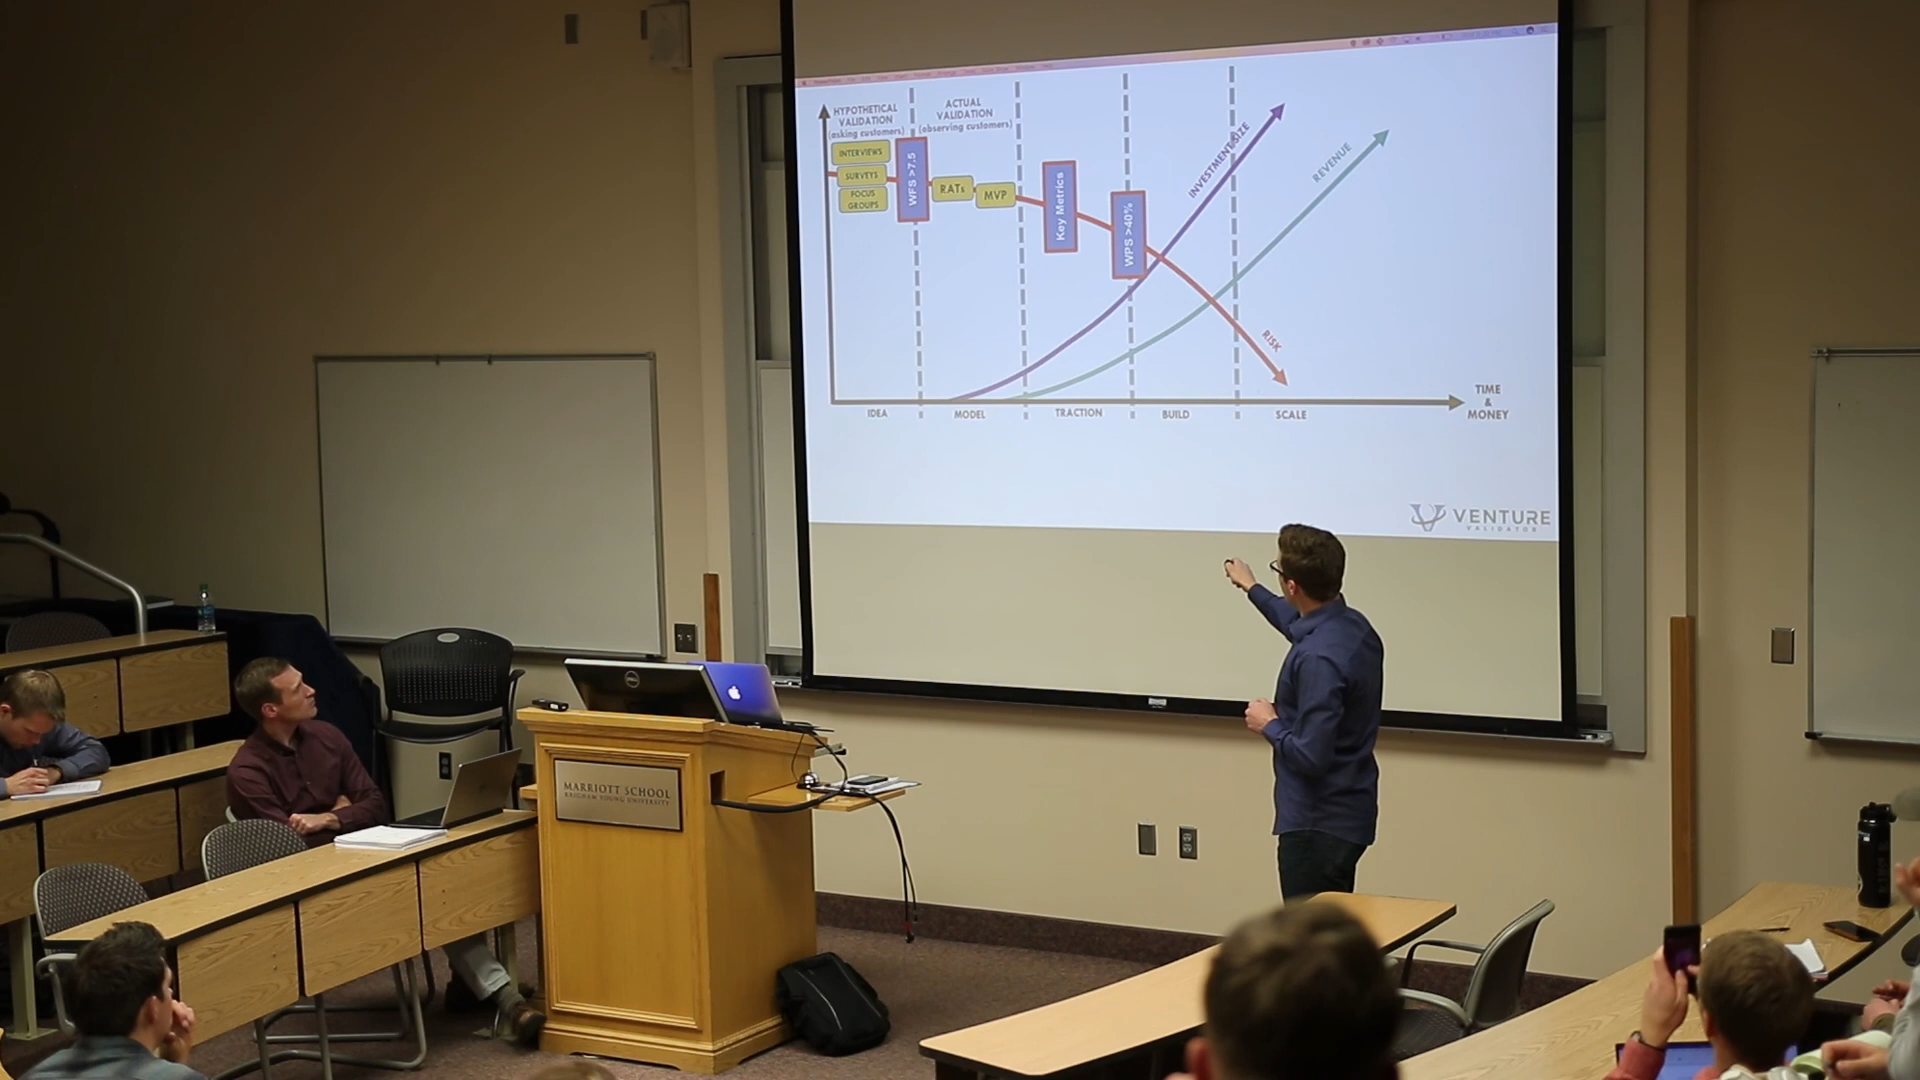 HYPOTHETICAL
VALIDATION
(asking customers)
ACTUAL
VALIDATION
(observing customers)
INTERVIEWS
SURVEYS
FOCUS
GROUPS
WFS >7.5
RATs
MVP
Key Metrics
WPS >40%
INVESTMENT SIZE
REVENUE
RISK
IDEA
MODEL
TRACTION
BUILD
SCALE
TIME
&
MONEY
VENTURE
VALIDATOR
DELL
MARRIOTT SCHOOL
BRIGHAM YOUNG UNIVERSITY